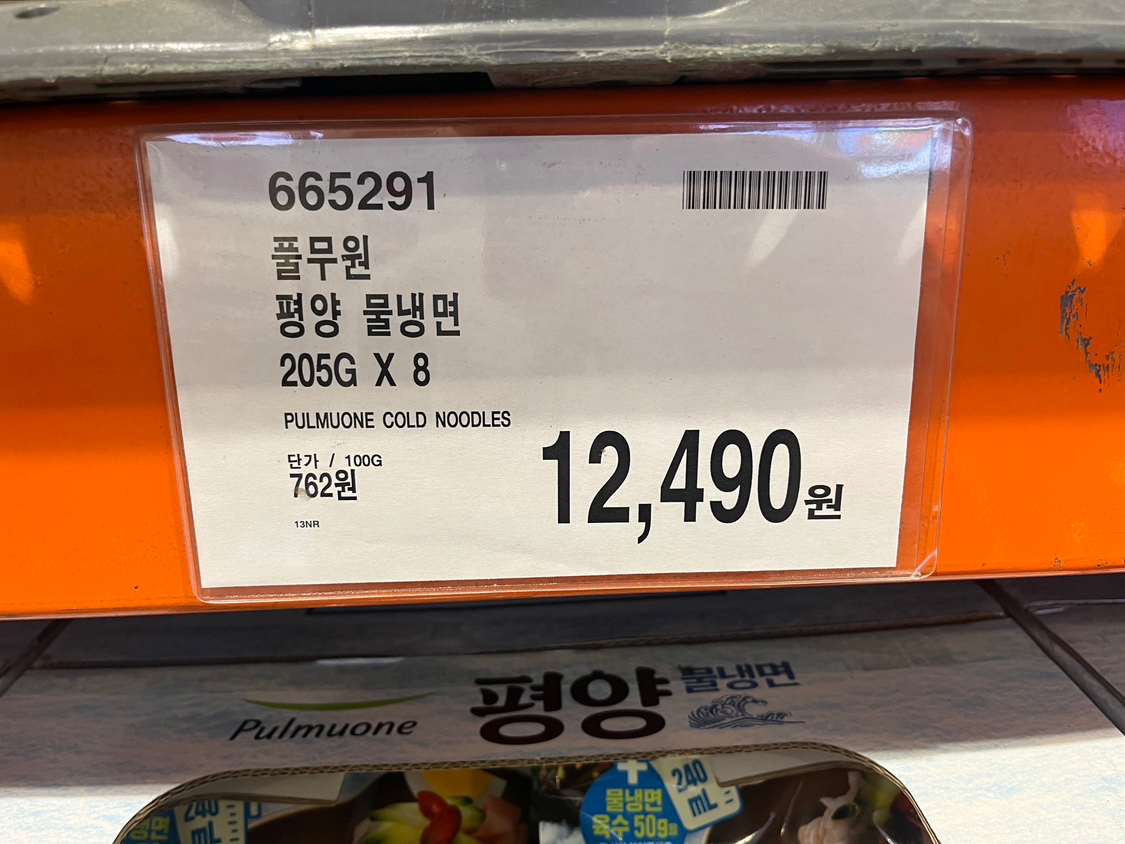 665291
풀무원
평양 물냉면
205G X 8
PULMUONE COLD NOODLES
단가 / 100G
762원
13NR
12,490원
Pulmuone
평양 물냉면
240
mL
물냉면
육수 50g
240
mL